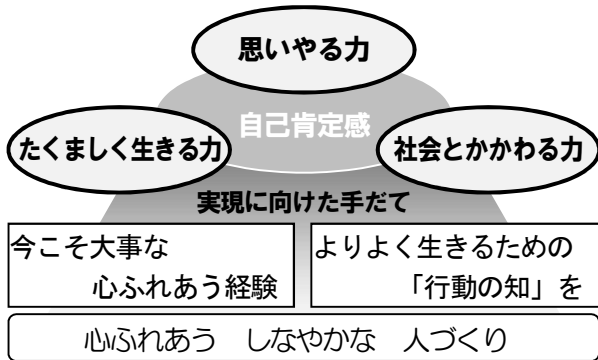 思いやる力
自己肯定感
たくましく生きる力
社会とかかわる力
実現に向けた手だて
今こそ大事な
心ふれあう経験
よりよく生きるための
「行動の知」を
心ふれあう しなやかな 人づくり